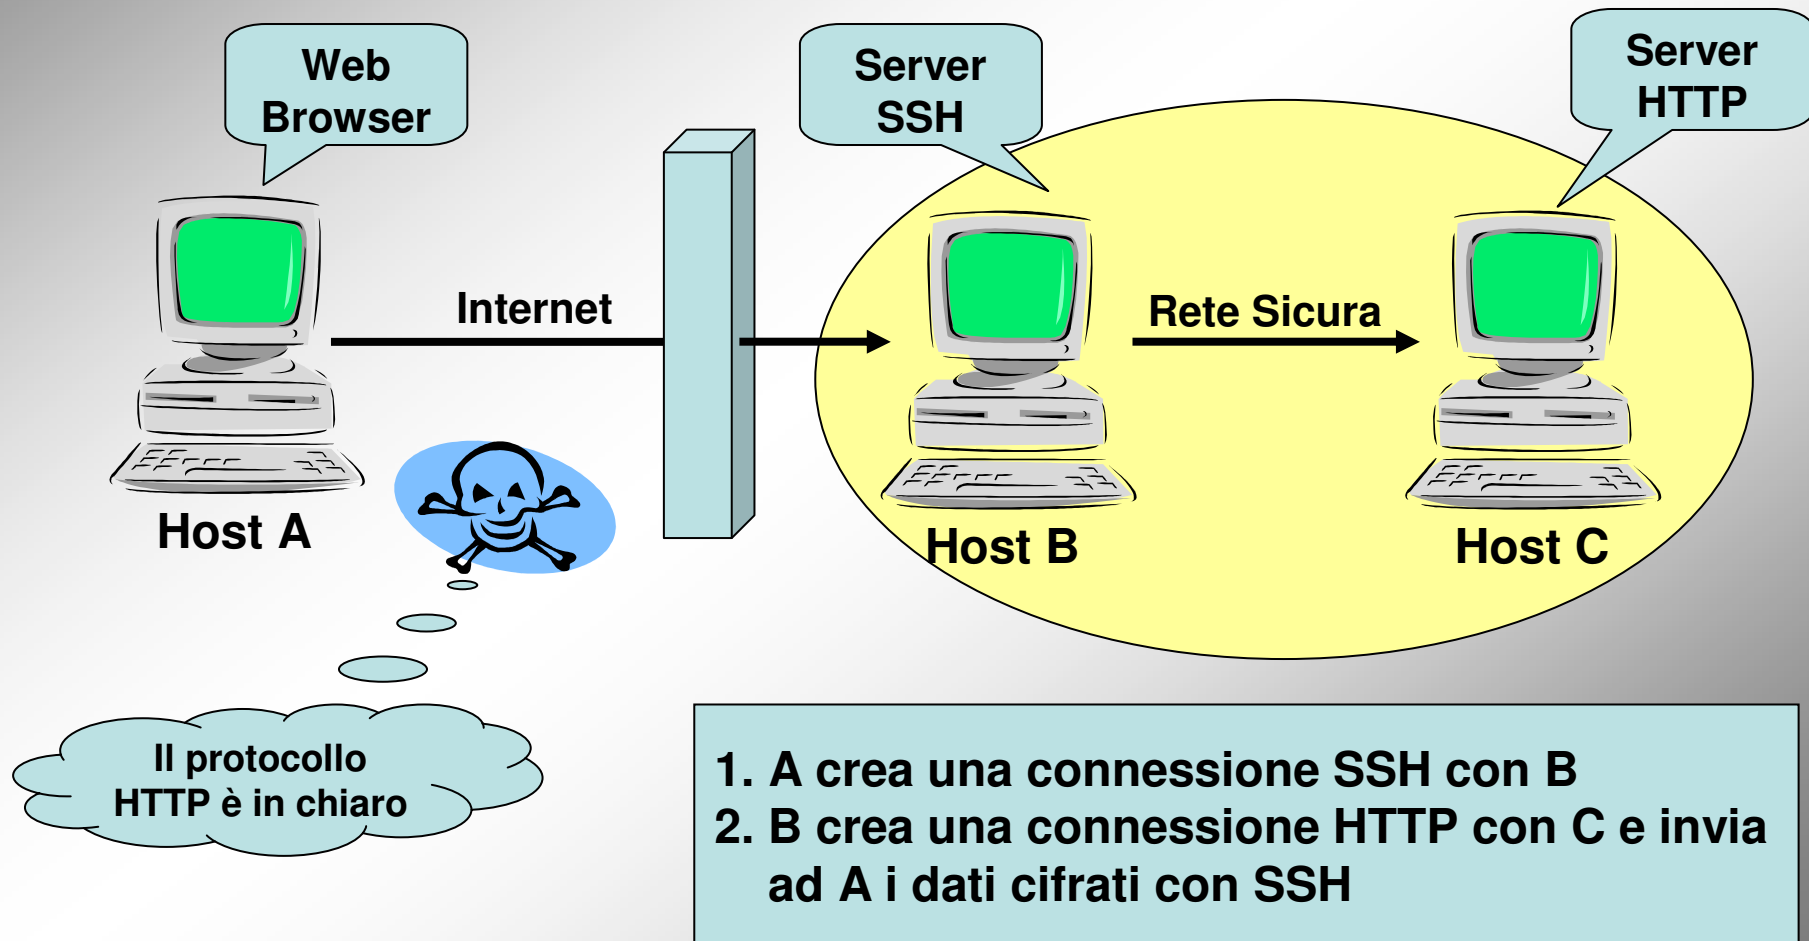 Web
Browser
Server
SSH
Server
HTTP
Internet
Rete Sicura
Host A
Host B
Host C
Il protocollo
HTTP è in chiaro
1. A crea una connessione SSH con B
2. B crea una connessione HTTP con C e invia
ad A i dati cifrati con SSH